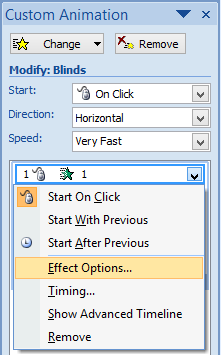 Custom Animation
Change
Remove
Modify: Blinds
Start: On Click
Direction: Horizontal
Speed: Very Fast
1 1
Start On Click
Start With Previous
Start After Previous
Effect Options...
Timing...
Show Advanced Timeline
Remove